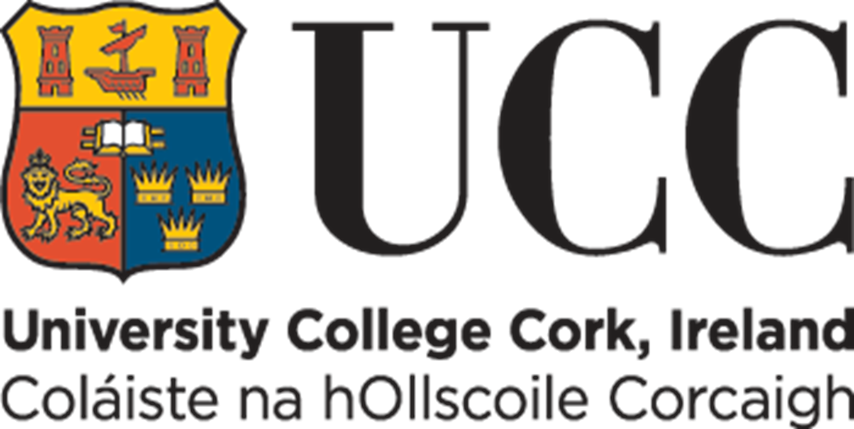 UCC
University College Cork, Ireland
Coláiste na hOllscoile Corcaigh